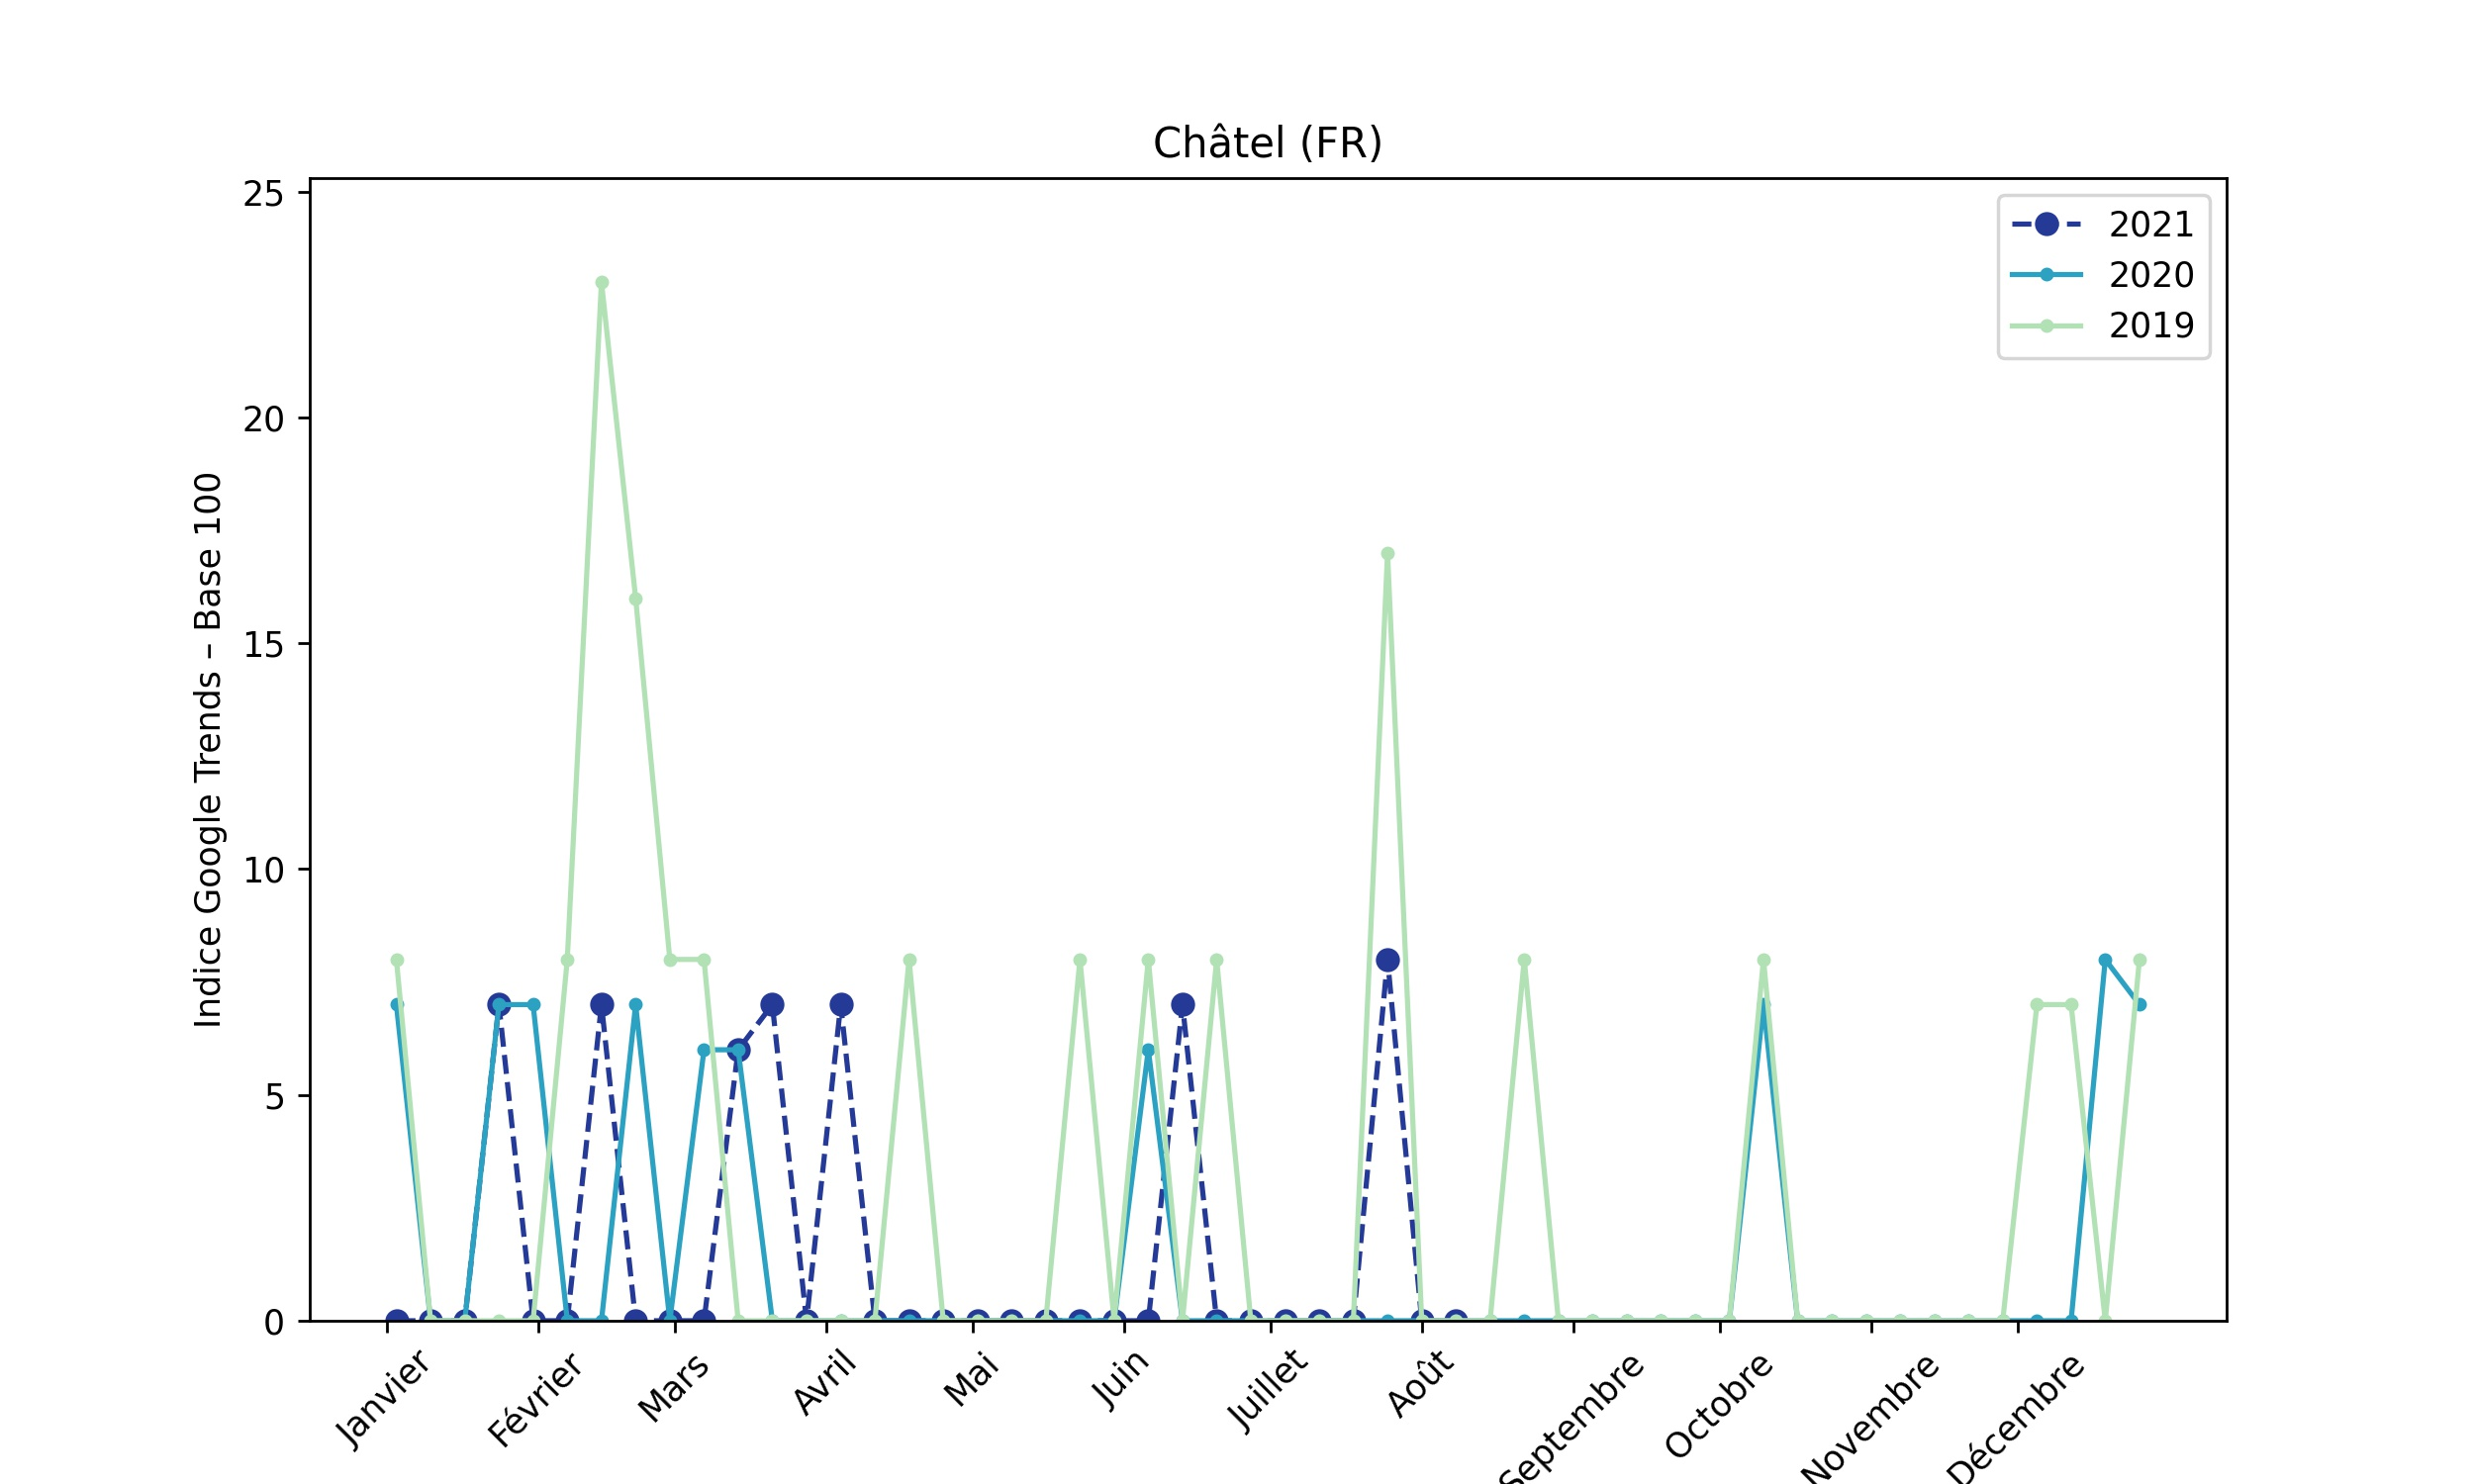 Châtel (FR)
Indice Google Trends – Base 100
25
20
15
10
5
0
2021
2020
2019
Janvier
Février
Mars
Avril
Mai
Juin
Juillet
Août
Septembre
Octobre
Novembre
Décembre